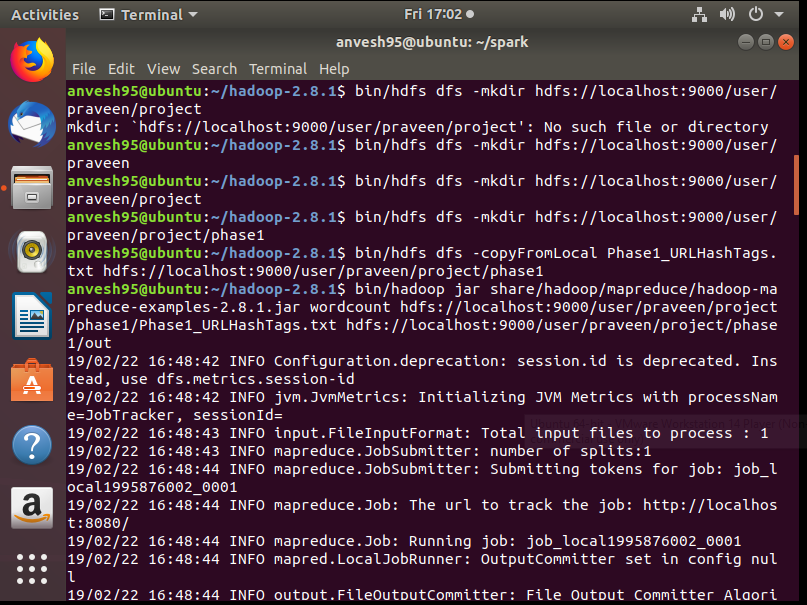 Activities Terminal Fri 17:02
anvesh95@ubuntu: ~/spark
File Edit View Search Terminal Help
anvesh95@ubuntu:~/hadoop-2.8.1$ bin/hdfs dfs -mkdir hdfs://localhost:9000/user/
praveen/project
mkdir: `hdfs://localhost:9000/user/praveen/project': No such file or directory
anvesh95@ubuntu:~/hadoop-2.8.1$ bin/hdfs dfs -mkdir hdfs://localhost:9000/user/
praveen
anvesh95@ubuntu:~/hadoop-2.8.1$ bin/hdfs dfs -mkdir hdfs://localhost:9000/user/
praveen/project
anvesh95@ubuntu:~/hadoop-2.8.1$ bin/hdfs dfs -mkdir hdfs://localhost:9000/user/
praveen/project/phase1
anvesh95@ubuntu:~/hadoop-2.8.1$ bin/hdfs dfs -copyFromLocal Phase1_URLHashTags.
txt hdfs://localhost:9000/user/praveen/project/phase1
anvesh95@ubuntu:~/hadoop-2.8.1$ bin/hadoop jar share/hadoop/mapreduce/hadoop-ma
preduce-examples-2.8.1.jar wordcount hdfs://localhost:9000/user/praveen/project
/phase1/Phase1_URLHashTags.txt hdfs://localhost:9000/user/praveen/project/phase
1/out
19/02/22 16:48:42 INFO Configuration.deprecation: session.id is deprecated. Ins
tead, use dfs.metrics.session-id
19/02/22 16:48:42 INFO jvm.JvmMetrics: Initializing JVM Metrics with processNam
e=JobTracker, sessionId=
19/02/22 16:48:43 INFO input.FileInputFormat: Total input files to process : 1
19/02/22 16:48:43 INFO mapreduce.JobSubmitter: number of splits:1
19/02/22 16:48:44 INFO mapreduce.JobSubmitter: Submitting tokens for job: job_l
ocal1995876002_0001
19/02/22 16:48:44 INFO mapreduce.Job: The url to track the job: http://localhos
t:8080/
19/02/22 16:48:44 INFO mapreduce.Job: Running job: job_local1995876002_0001
19/02/22 16:48:44 INFO mapred.LocalJobRunner: OutputCommitter set in config nul
l
19/02/22 16:48:44 INFO output.FileOutputCommitter: File Output Committer Algori